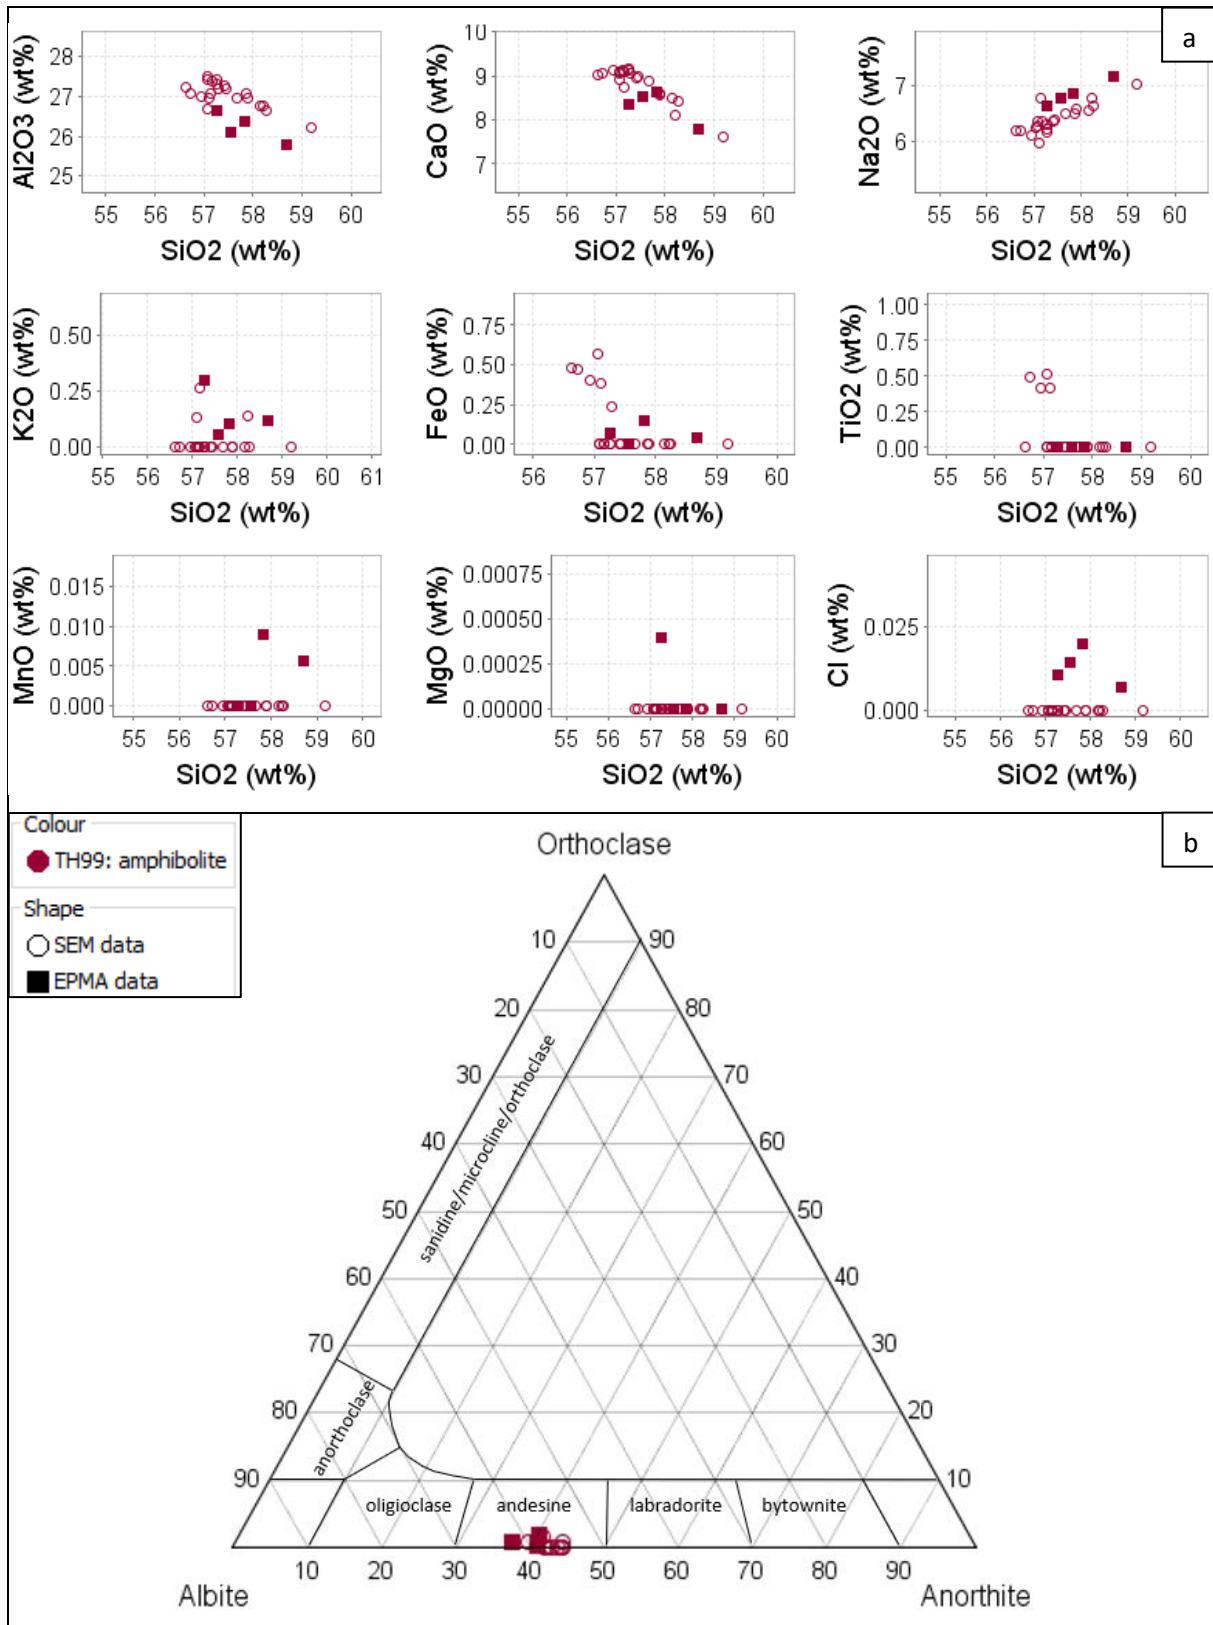 a
Al2O3 (wt%)
28
27
26
25
55 56 57 58 59 60
SiO2 (wt%)
CaO (wt%)
10
9
8
7
55 56 57 58 59 60
SiO2 (wt%)
Na2O (wt%)
7
6
55 56 57 58 59 60
SiO2 (wt%)
K2O (wt%)
0.50
0.25
0.00
55 56 57 58 59 60 61
SiO2 (wt%)
FeO (wt%)
0.75
0.50
0.25
0.00
56 57 58 59 60
SiO2 (wt%)
TiO2 (wt%)
1.00
0.75
0.50
0.25
0.00
55 56 57 58 59 60
SiO2 (wt%)
MnO (wt%)
0.015
0.010
0.005
0.000
55 56 57 58 59 60
SiO2 (wt%)
MgO (wt%)
0.00075
0.00050
0.00025
0.00000
55 56 57 58 59 60
SiO2 (wt%)
Cl (wt%)
0.025
0.000
55 56 57 58 59 60
SiO2 (wt%)
b
Colour
TH99: amphibolite
Shape
SEM data
EPMA data
Orthoclase
10 90
20 80
30 70
40 60
50 50
60 40
70 30
80 20
90 10
sanidine/microcline/orthoclase
anorthoclase
oligioclase andesine labradorite bytownite
10 20 30 40 50 60 70 80 90
Albite Anorthite